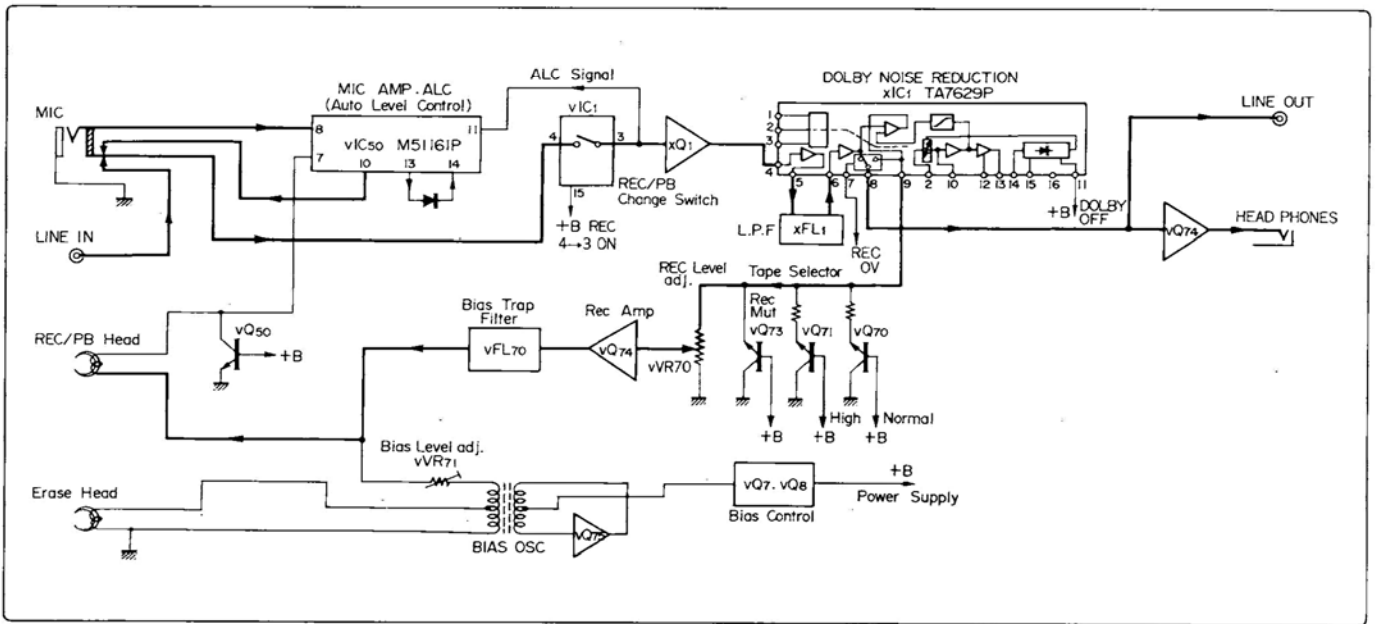 MIC
MIC AMP. ALC
(Auto Level Control)
8
11
7
vIC50 M51161P
10 13 14
ALC Signal
vIC1
4
3
15
REC/PB
Change Switch
+B REC
4→3 ON
xQ1
DOLBY NOISE REDUCTION
xIC1 TA7629P
1
2
3
4
5 6 7 8 9 2 10 12 13 14 15 16 11
L.P.F
xFL1
REC
OV
+B DOLBY
OFF
LINE OUT
vQ74
HEAD PHONES
LINE IN
REC Level
adj.
Tape Selector
Rec
Mut
vQ73
vQ71
vQ70
High
Normal
+B
+B
+B
vVR70
Rec Amp
vQ74
Bias Trap
Filter
vFL70
REC/PB Head
vQ50
+B
Bias Level adj.
vVR71
Erase Head
BIAS OSC
vQ75
vQ7. vQ8
Bias Control
+B
Power Supply